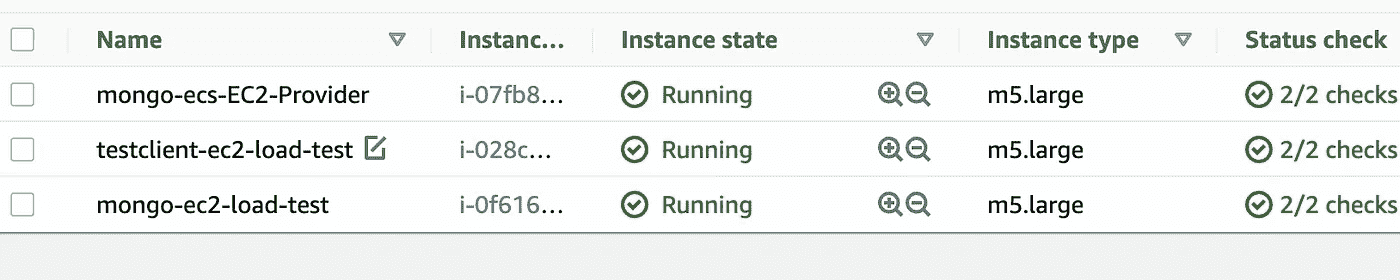 Name Instanc... Instance state Instance type Status check
mongo-ecs-EC2-Provider i-07fb8... Running m5.large 2/2 checks
testclient-ec2-load-test i-028c... Running m5.large 2/2 checks
mongo-ec2-load-test i-0f616... Running m5.large 2/2 checks